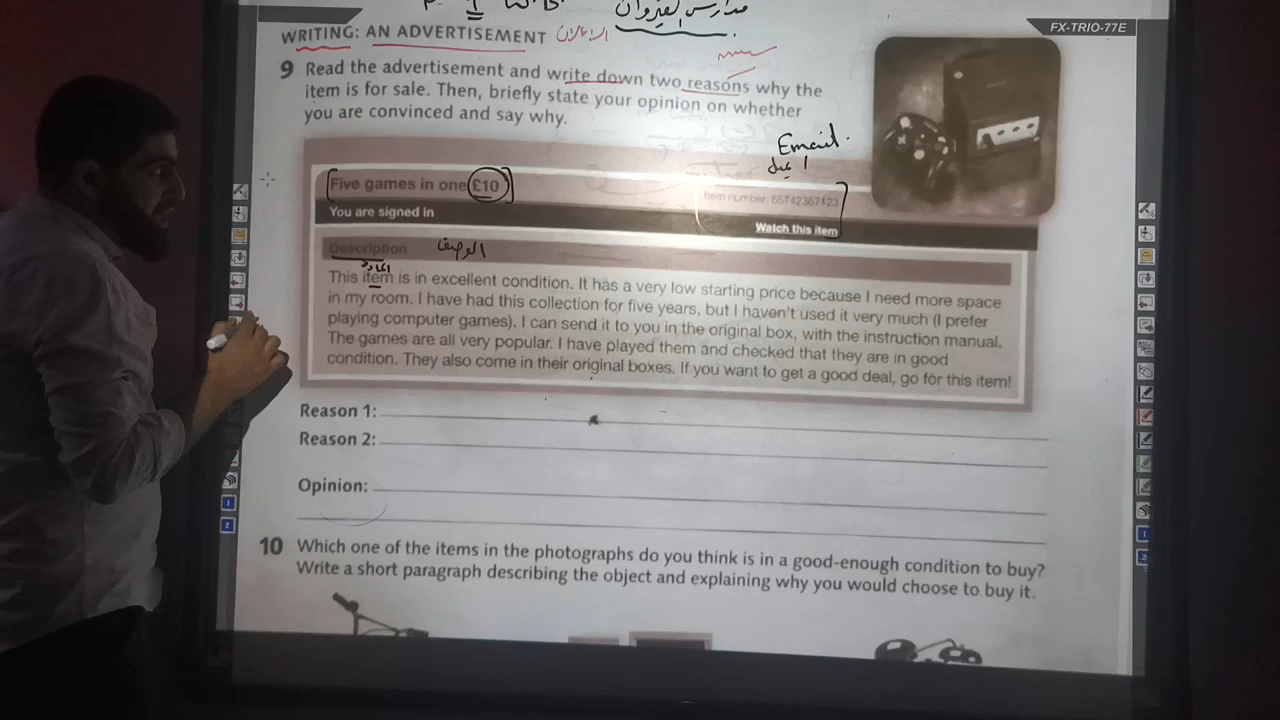 مدارس القيروان
FX-TRIO-77E
WRITING: AN ADVERTISEMENT الاعلان
9 Read the advertisement and write down two reasons why the
item is for sale. Then, briefly state your opinion on whether
you are convinced and say why.
Email.
Five games in one £10
Item number: 65742367123
You are signed in
Watch this item
Description الوصف
This item is in excellent condition. It has a very low starting price because I need more space
in my room. I have had this collection for five years, but I haven't used it very much (I prefer
playing computer games). I can send it to you in the original box, with the instruction manual.
The games are all very popular. I have played them and checked that they are in good
condition. They also come in their original boxes. If you want to get a good deal, go for this item!
Reason 1:
Reason 2:
Opinion:
10 Which one of the items in the photographs do you think is in a good-enough condition to buy?
Write a short paragraph describing the object and explaining why you would choose to buy it.